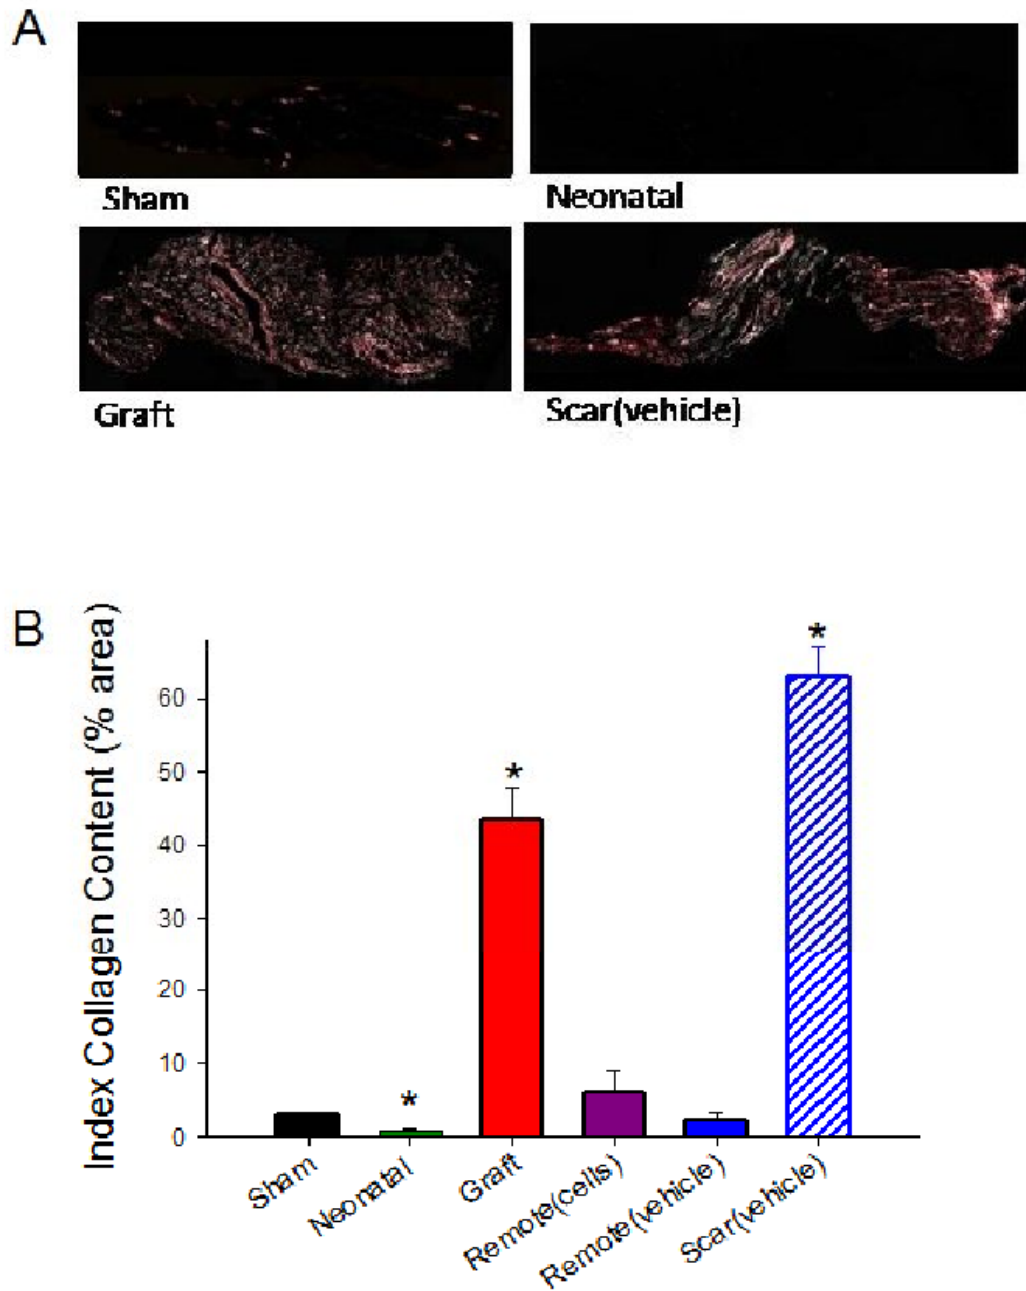 A
Sham
Neonatal
Graft
Scar(vehicle)
B
Index Collagen Content (% area)
60
50
40
30
20
10
0
*
*
*
Sham
Neonatal
Graft
Remote(cells)
Remote(vehicle)
Scar(vehicle)